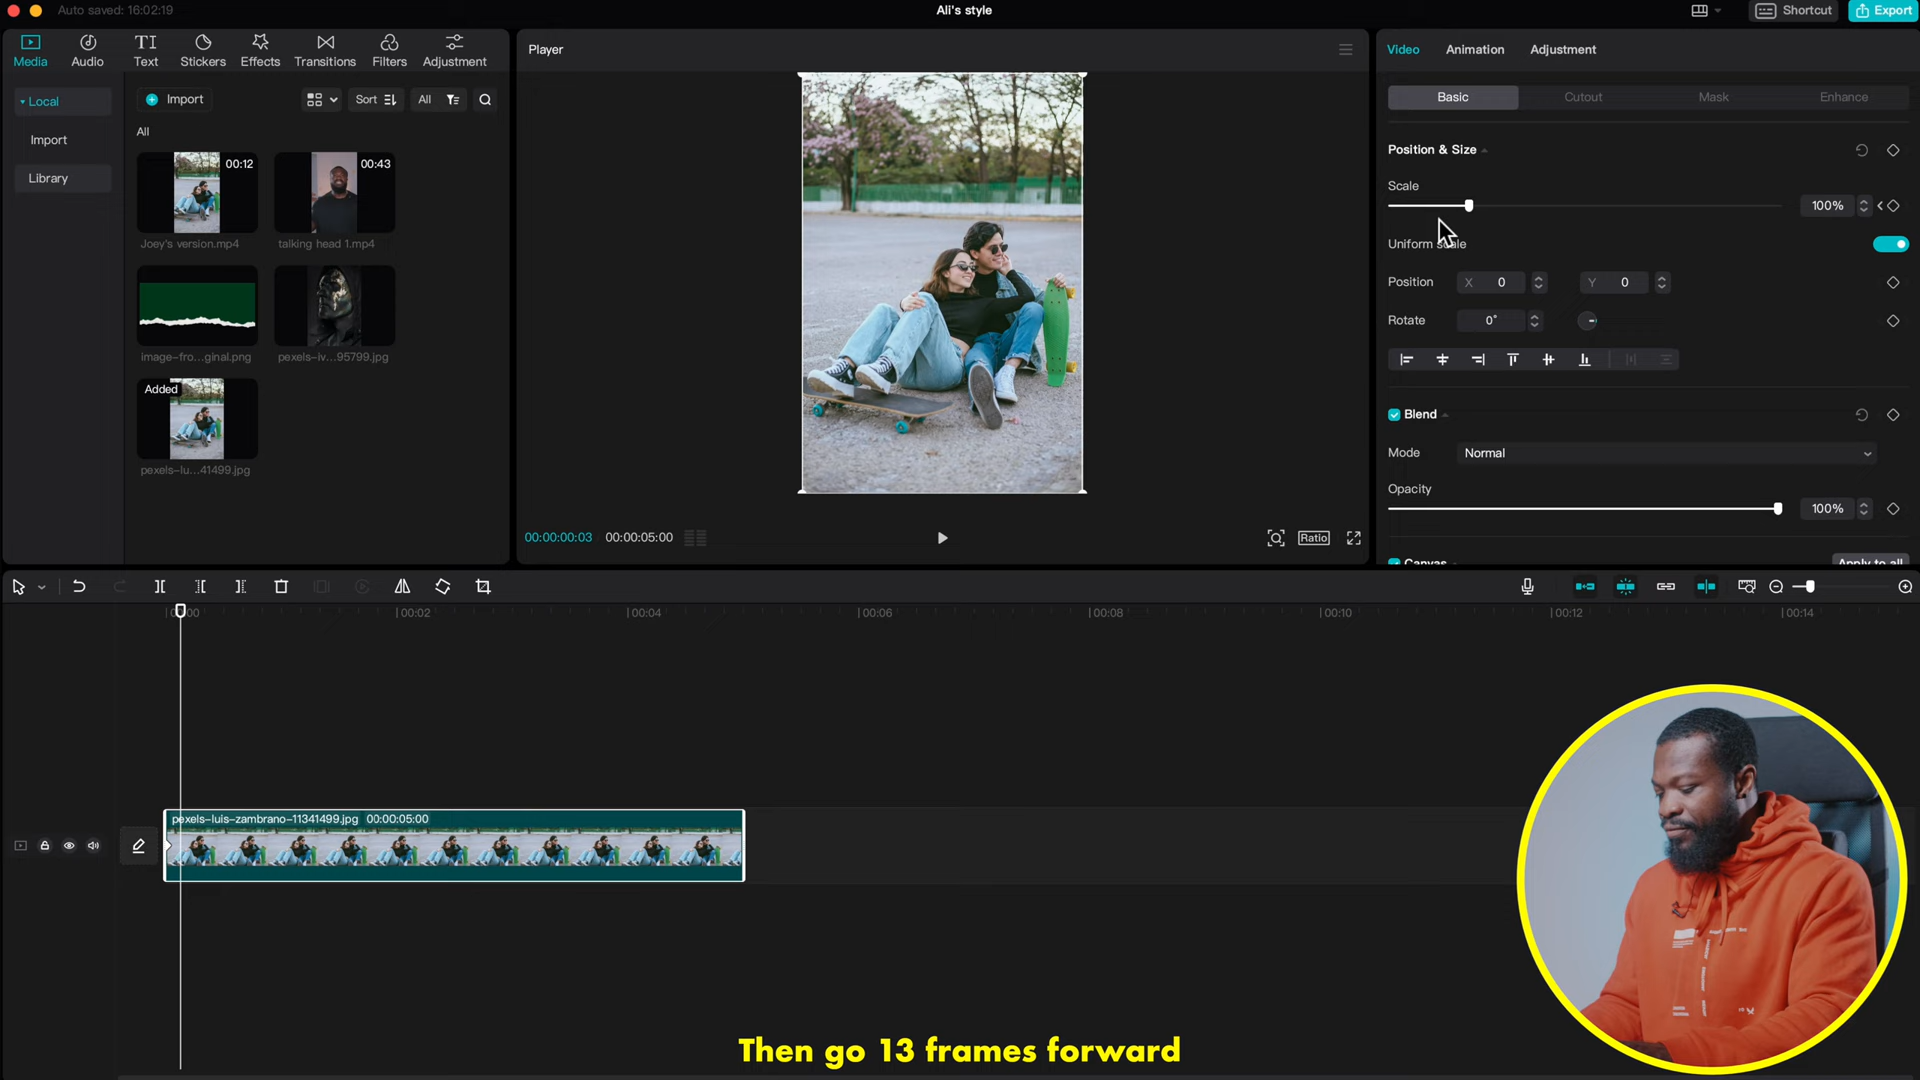 Auto saved: 16:02:19
Ali's style
Shortcut
Export
Media
Audio
Text
Stickers
Effects
Transitions
Filters
Adjustment
Player
Video
Animation
Adjustment
Local
Import
Library
Import
Sort
All
All
00:12
00:43
Joey's version.mp4
talking head 1.mp4
image-fro...ginal.png
pexels-iv...95799.jpg
Added
pexels-lu...41499.jpg
00:00:00:03
00:00:05:00
Ratio
Basic
Cutout
Mask
Enhance
Position & Size
Scale
100%
Uniform scale
Position
X
0
Y
0
Rotate
0°
Blend
Mode
Normal
Opacity
100%
Canvas
Apply to all
00:02
00:04
00:06
00:08
00:10
00:12
00:14
pexels-luis-zambrano-11341499.jpg 00:00:05:00
Then go 13 frames forward